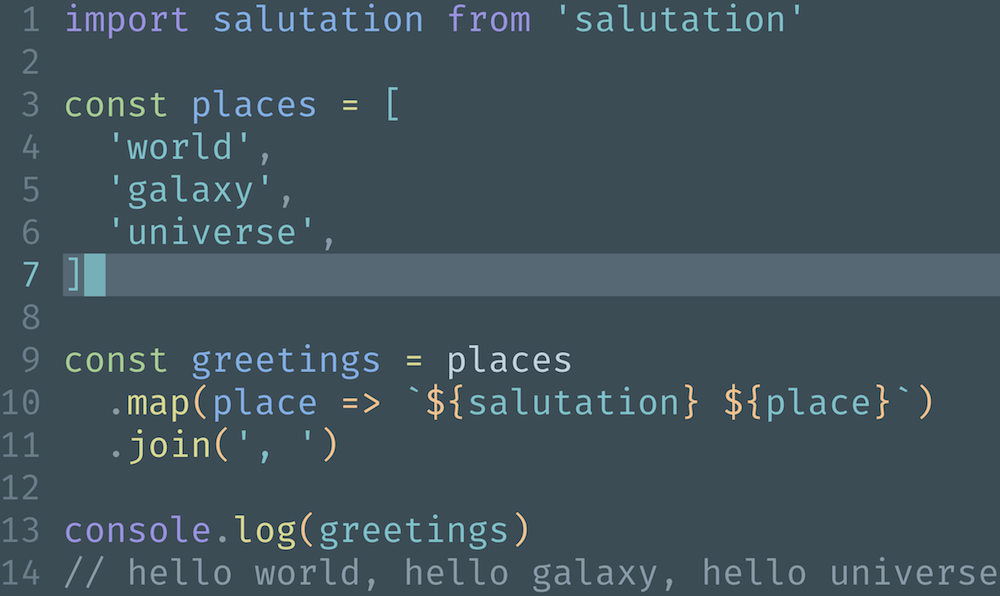 1 import salutation from 'salutation'
2
3 const places = [
4   'world',
5   'galaxy',
6   'universe',
7 ]
8
9 const greetings = places
10   .map(place => `${salutation} ${place}`)
11   .join(', ')
12
13 console.log(greetings)
14 // hello world, hello galaxy, hello universe